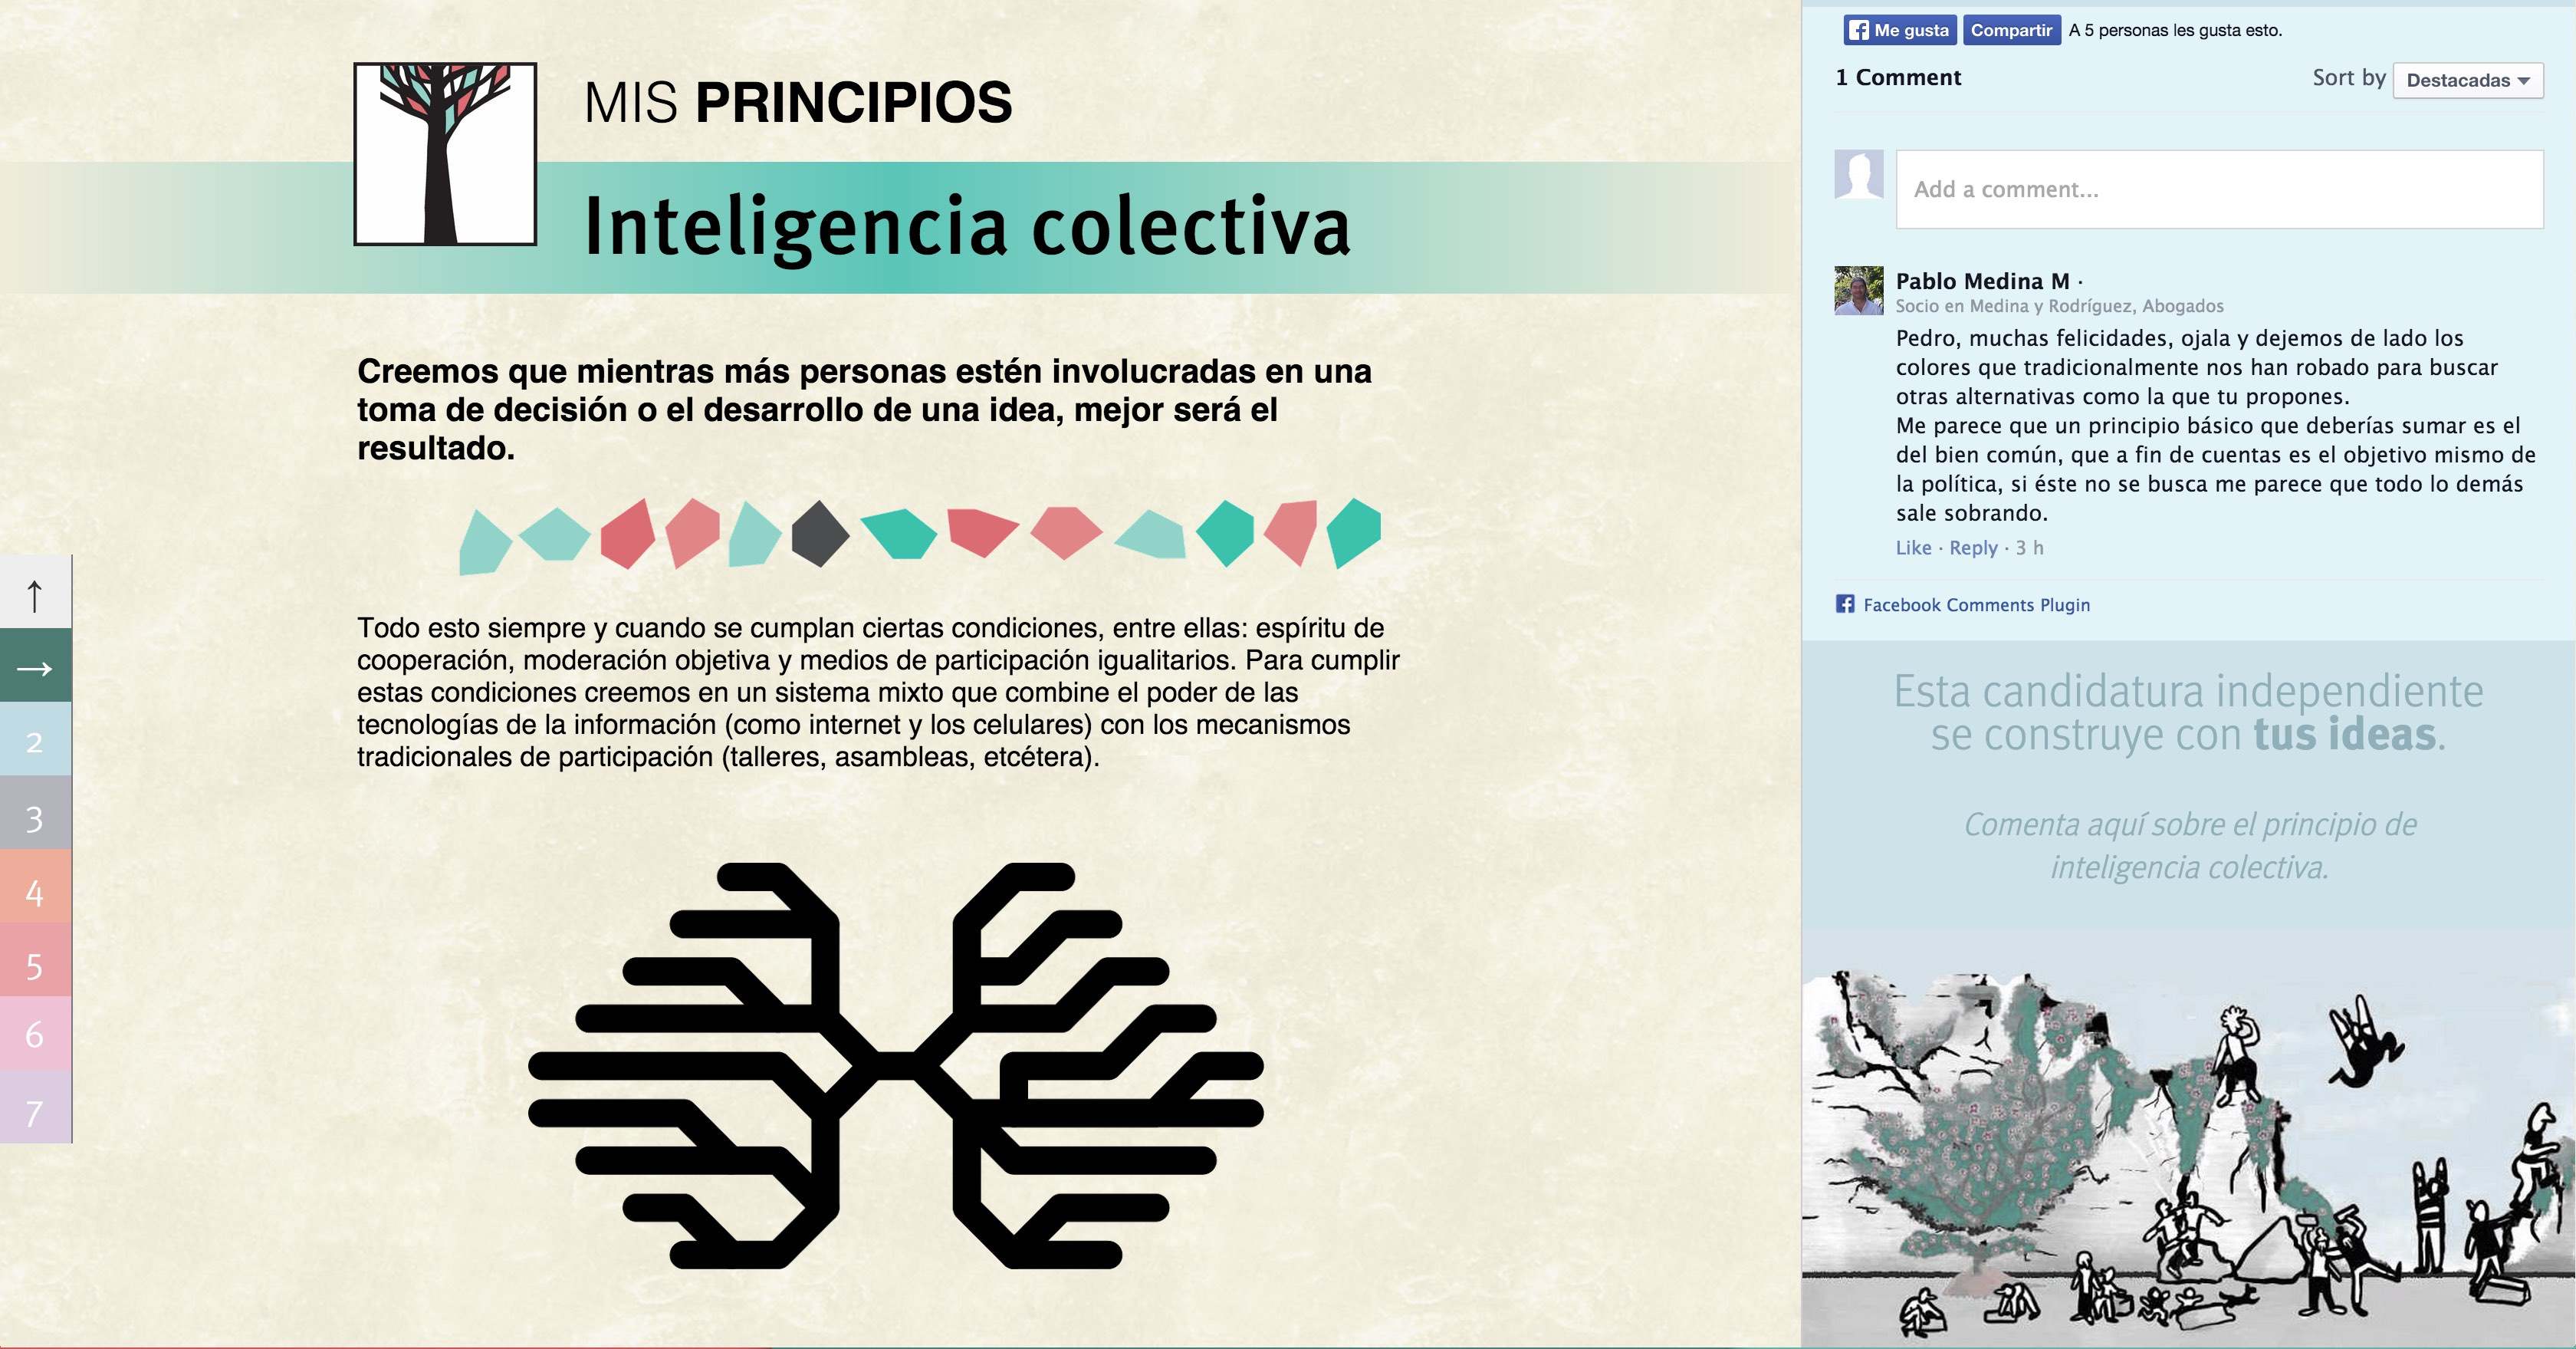 MIS PRINCIPIOS
Inteligencia colectiva
Creemos que mientras más personas estén involucradas en una
toma de decisión o el desarrollo de una idea, mejor será el
resultado.
Todo esto siempre y cuando se cumplan ciertas condiciones, entre ellas: espíritu de
cooperación, moderación objetiva y medios de participación igualitarios. Para cumplir
estas condiciones creemos en un sistema mixto que combine el poder de las
tecnologías de la información (como internet y los celulares) con los mecanismos
tradicionales de participación (talleres, asambleas, etcétera).
↑
→
2
3
4
5
6
7
Me gusta Compartir A 5 personas les gusta esto.
1 Comment Sort by Destacadas
Add a comment...
Pablo Medina M ·
Socio en Medina y Rodríguez, Abogados
Pedro, muchas felicidades, ojala y dejemos de lado los
colores que tradicionalmente nos han robado para buscar
otras alternativas como la que tu propones.
Me parece que un principio básico que deberías sumar es el
del bien común, que a fin de cuentas es el objetivo mismo de
la política, si éste no se busca me parece que todo lo demás
sale sobrando.
Like · Reply · 3 h
Facebook Comments Plugin
Esta candidatura independiente
se construye con tus ideas.
Comenta aquí sobre el principio de
inteligencia colectiva.